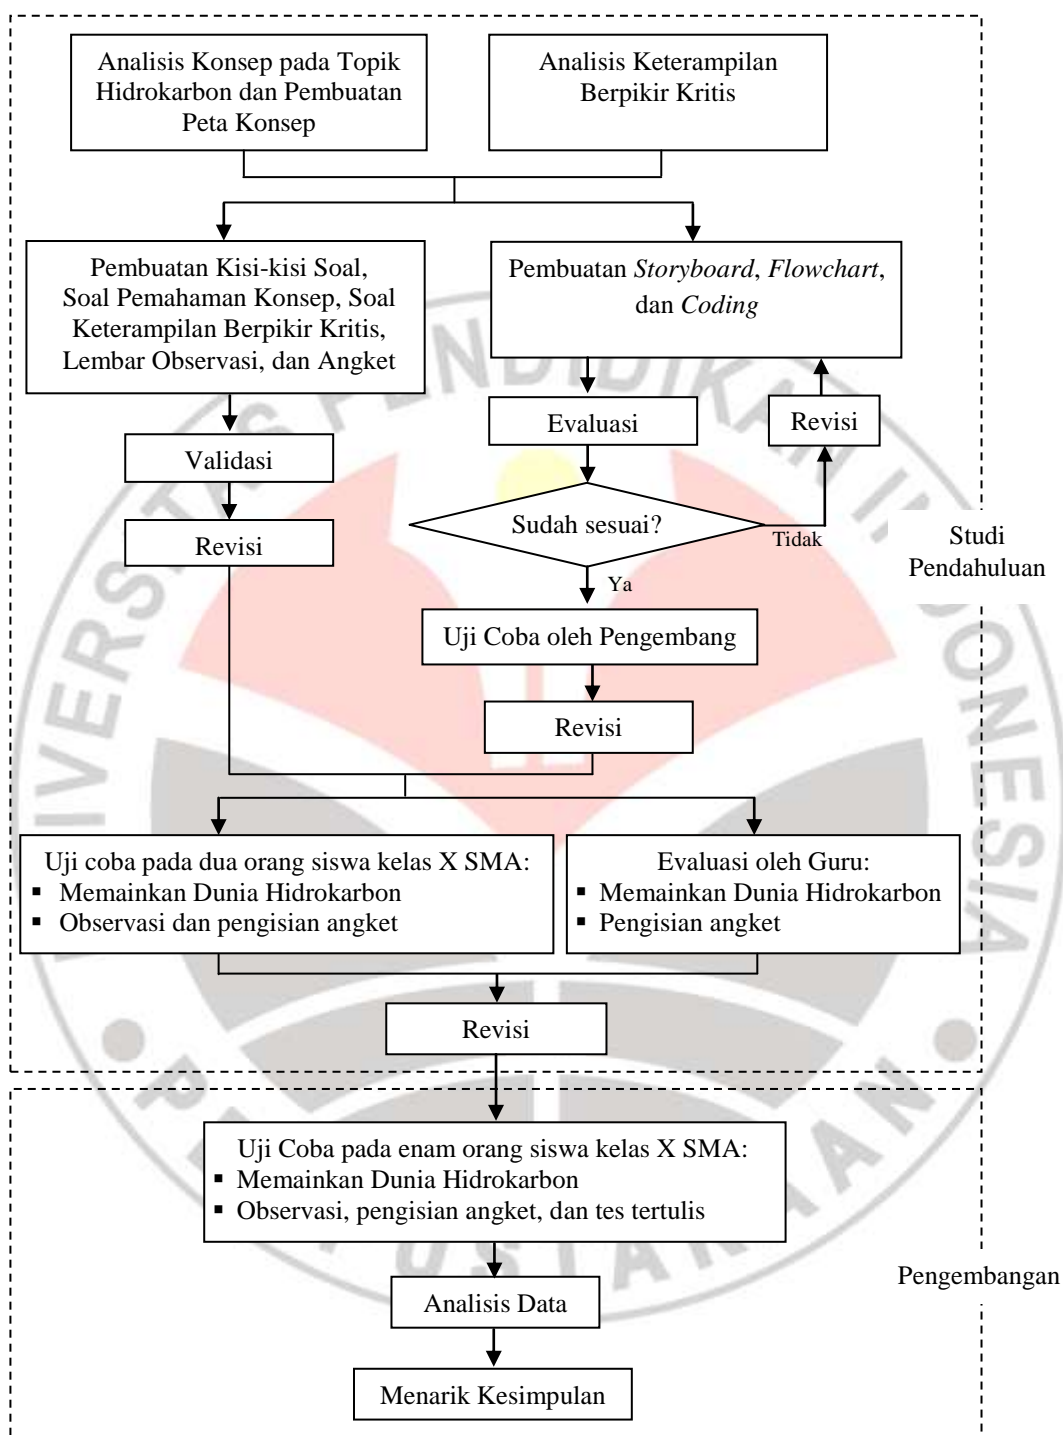 Analisis Konsep pada Topik
Hidrokarbon dan Pembuatan
Peta Konsep
Analisis Keterampilan
Berpikir Kritis
Pembuatan Kisi-kisi Soal,
Soal Pemahaman Konsep, Soal
Keterampilan Berpikir Kritis,
Lembar Observasi, dan Angket
Pembuatan Storyboard, Flowchart,
dan Coding
Evaluasi
Revisi
Validasi
Sudah sesuai?
Tidak
Revisi
Studi
Pendahuluan
Ya
Uji Coba oleh Pengembang
Revisi
Uji coba pada dua orang siswa kelas X SMA:
▪ Memainkan Dunia Hidrokarbon
▪ Observasi dan pengisian angket
Evaluasi oleh Guru:
▪ Memainkan Dunia Hidrokarbon
▪ Pengisian angket
Revisi
Uji Coba pada enam orang siswa kelas X SMA:
▪ Memainkan Dunia Hidrokarbon
▪ Observasi, pengisian angket, dan tes tertulis
Pengembangan
Analisis Data
Menarik Kesimpulan